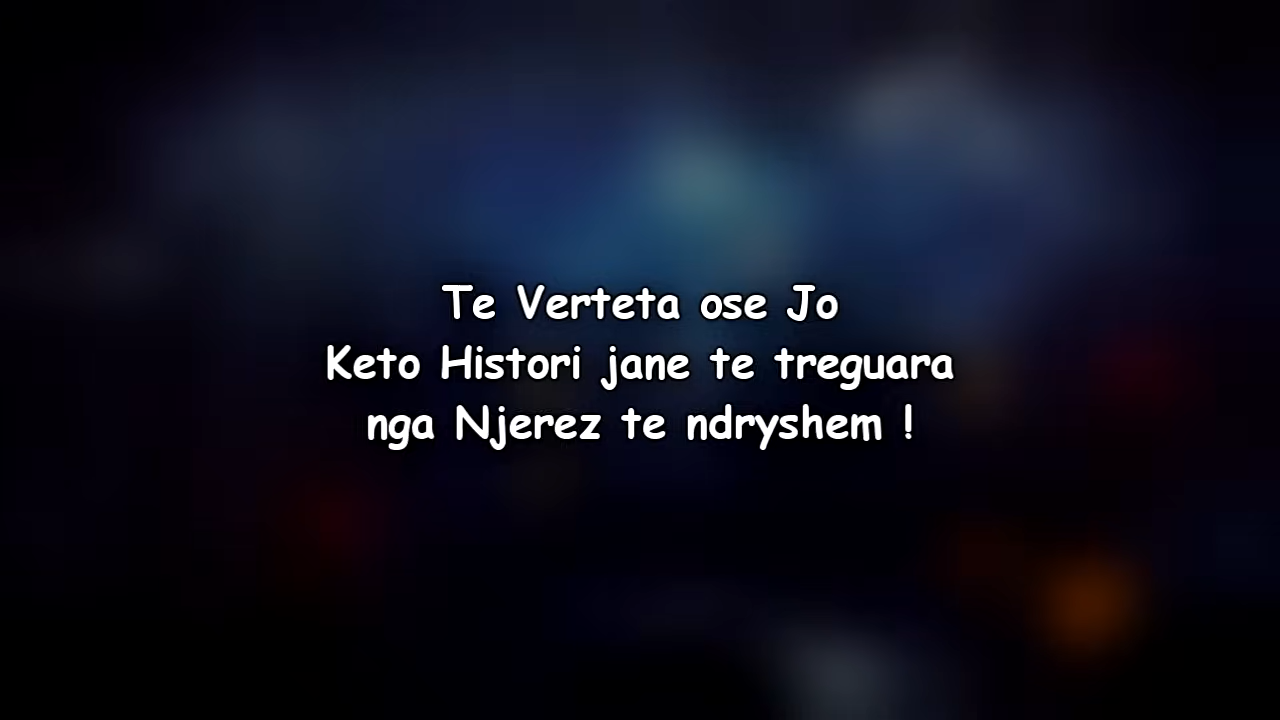 Te Verteta ose Jo
Keto Histori jane te treguara
nga Njerez te ndryshem !